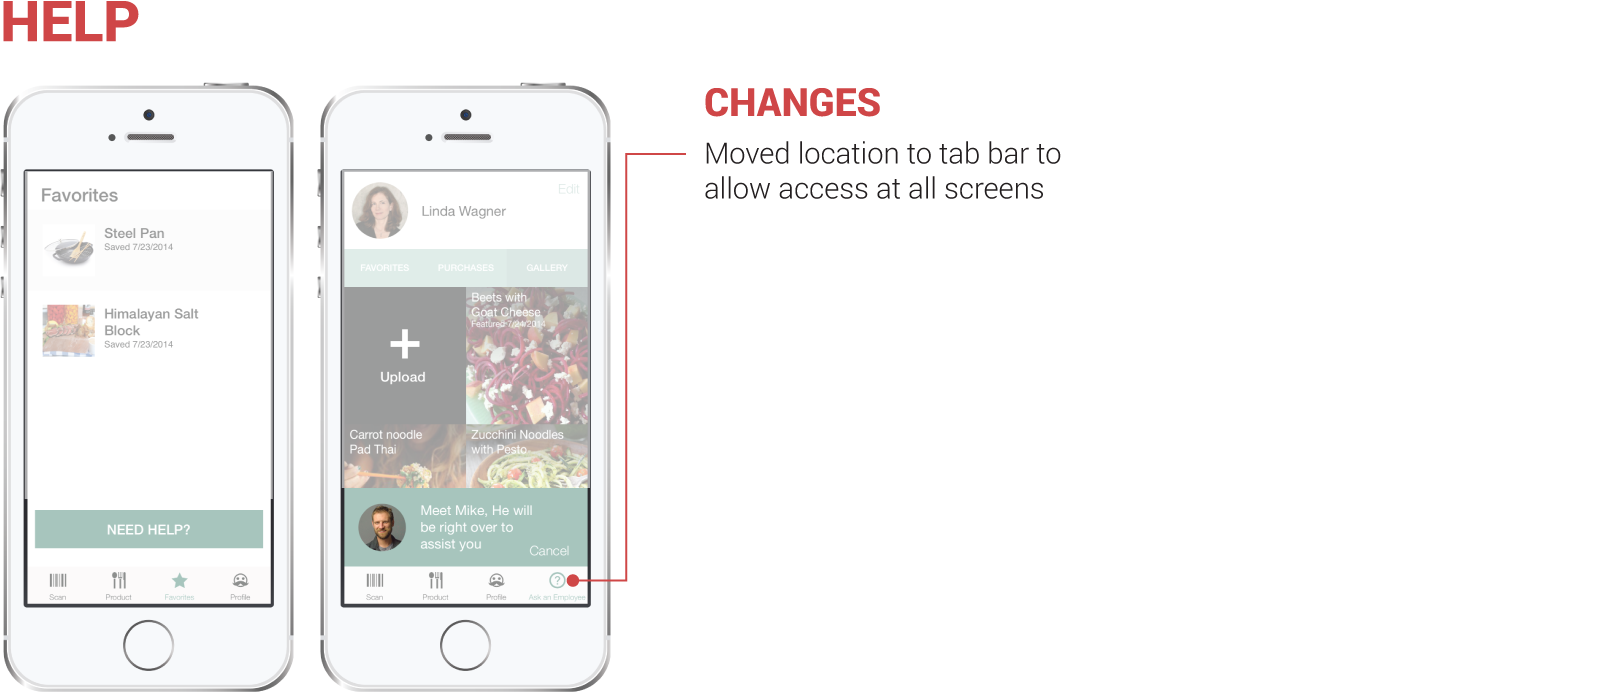 HELP
Favorites
Steel Pan
Saved 7/23/2014
Himalayan Salt
Block
Saved 7/23/2014
NEED HELP?
Scan
Product
Favorites
Profile
Edit
Linda Wagner
FAVORITES
PURCHASES
GALLERY
Upload
Beets with
Goat Cheese
Featured 7/24/2014
Carrot noodle
Pad Thai
Zucchini Noodles
with Pesto
Meet Mike, He will
be right over to
assist you
Cancel
Scan
Product
Profile
Ask an Employee
CHANGES
Moved location to tab bar to
allow access at all screens